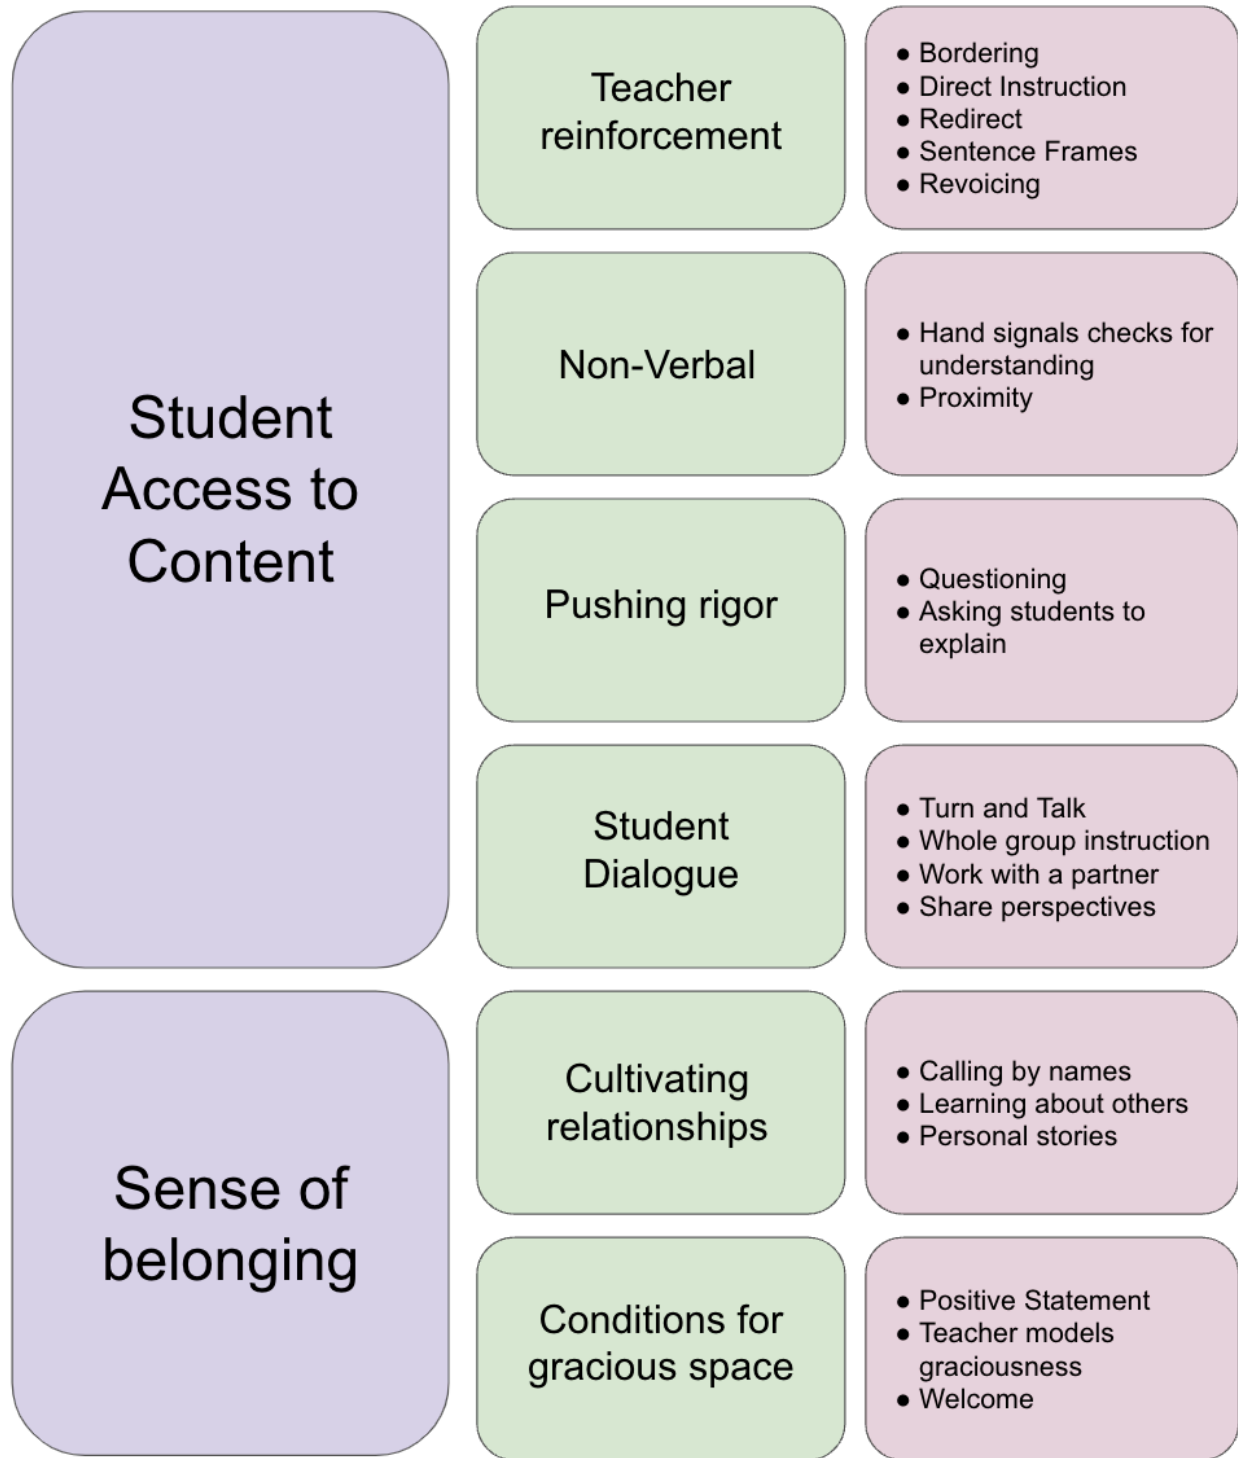 Student
Access to
Content
Teacher
reinforcement
● Bordering
● Direct Instruction
● Redirect
● Sentence Frames
● Revoicing
Non-Verbal
● Hand signals checks for
understanding
● Proximity
Pushing rigor
● Questioning
● Asking students to
explain
Student
Dialogue
● Turn and Talk
● Whole group instruction
● Work with a partner
● Share perspectives
Sense of
belonging
Cultivating
relationships
● Calling by names
● Learning about others
● Personal stories
Conditions for
gracious space
● Positive Statement
● Teacher models
graciousness
● Welcome